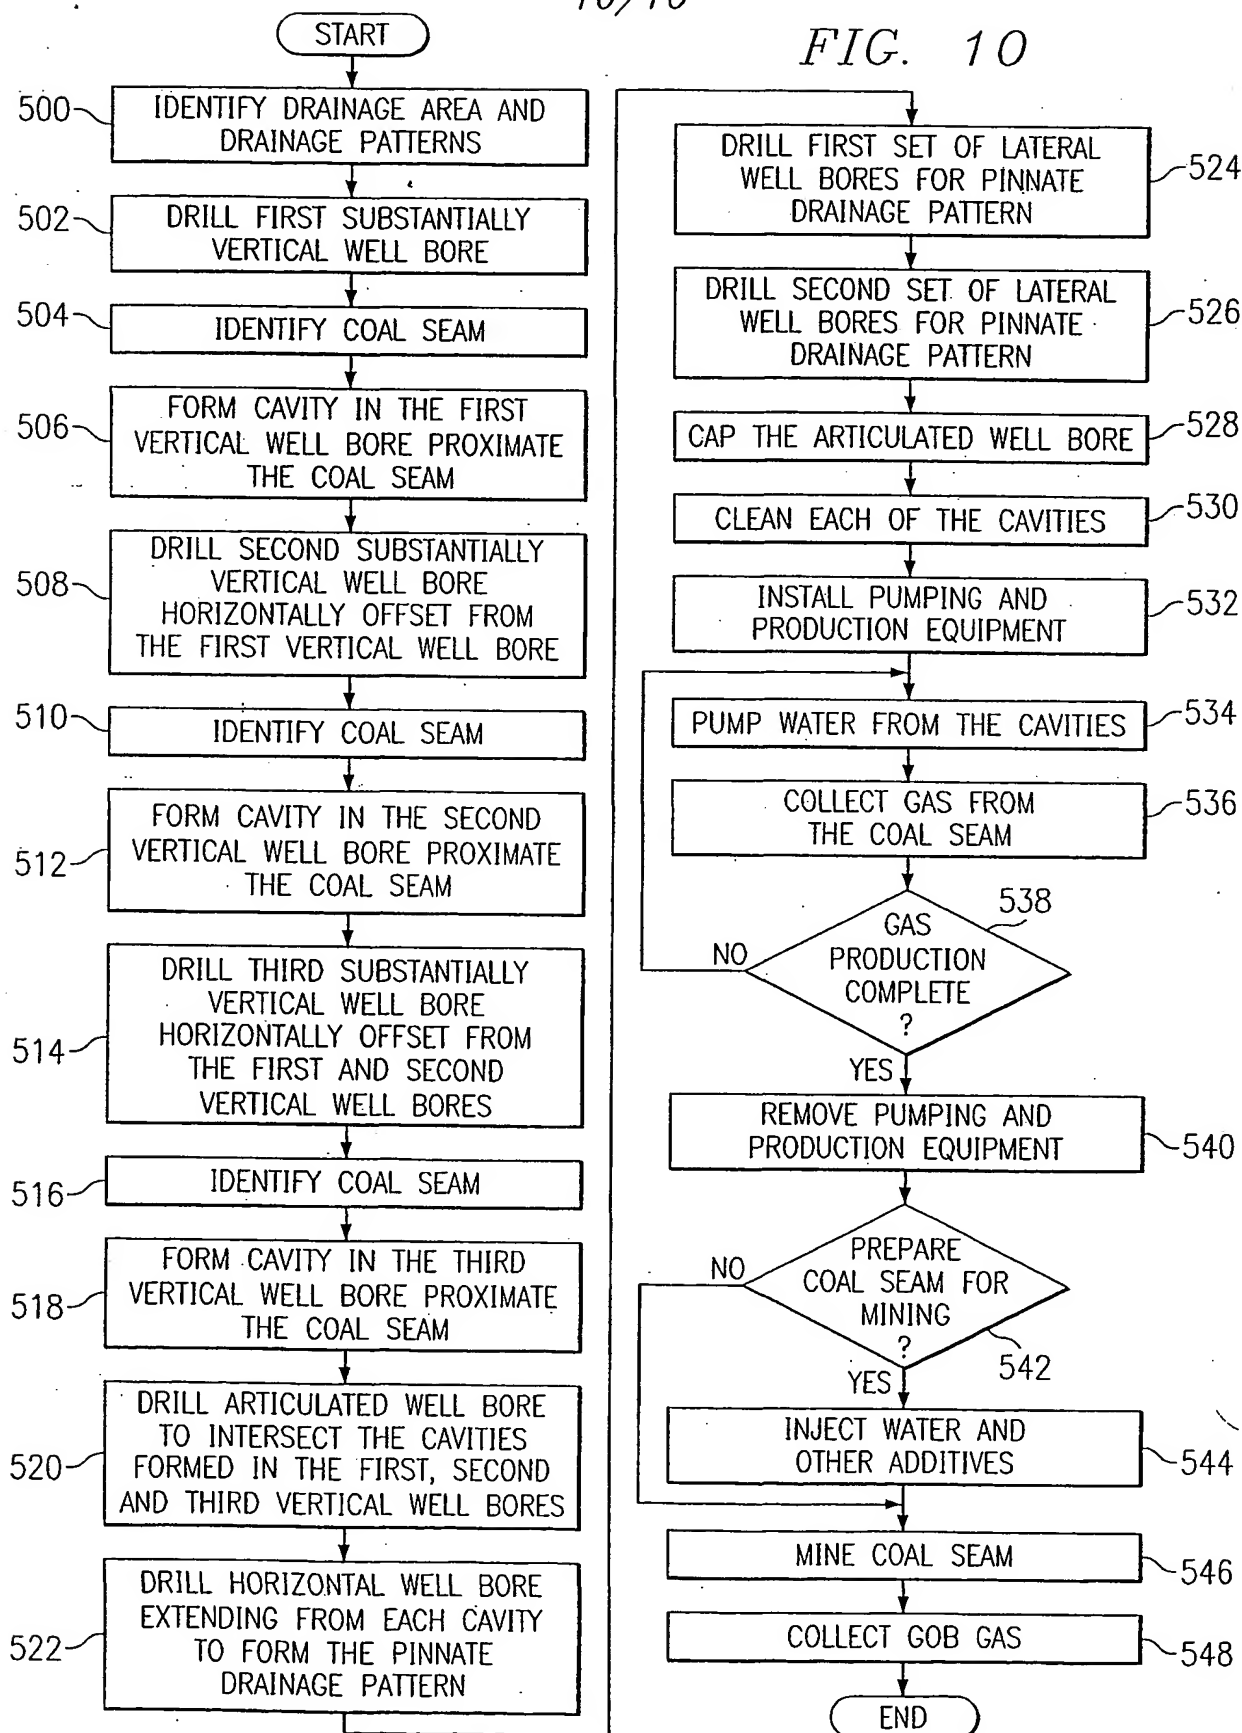 FIG. 10
START
500
IDENTIFY DRAINAGE AREA AND
DRAINAGE PATTERNS
502
DRILL FIRST SUBSTANTIALLY
VERTICAL WELL BORE
504
IDENTIFY COAL SEAM
506
FORM CAVITY IN THE FIRST
VERTICAL WELL BORE PROXIMATE
THE COAL SEAM
508
DRILL SECOND SUBSTANTIALLY
VERTICAL WELL BORE
HORIZONTALLY OFFSET FROM
THE FIRST VERTICAL WELL BORE
510
IDENTIFY COAL SEAM
512
FORM CAVITY IN THE SECOND
VERTICAL WELL BORE PROXIMATE
THE COAL SEAM
514
DRILL THIRD SUBSTANTIALLY
VERTICAL WELL BORE
HORIZONTALLY OFFSET FROM
THE FIRST AND SECOND
VERTICAL WELL BORES
516
IDENTIFY COAL SEAM
518
FORM CAVITY IN THE THIRD
VERTICAL WELL BORE PROXIMATE
THE COAL SEAM
520
DRILL ARTICULATED WELL BORE
TO INTERSECT THE CAVITIES
FORMED IN THE FIRST, SECOND
AND THIRD VERTICAL WELL BORES
522
DRILL HORIZONTAL WELL BORE
EXTENDING FROM EACH CAVITY
TO FORM THE PINNATE
DRAINAGE PATTERN
DRILL FIRST SET OF LATERAL
WELL BORES FOR PINNATE
DRAINAGE PATTERN
524
DRILL SECOND SET OF LATERAL
WELL BORES FOR PINNATE
DRAINAGE PATTERN
526
CAP THE ARTICULATED WELL BORE
528
CLEAN EACH OF THE CAVITIES
530
INSTALL PUMPING AND
PRODUCTION EQUIPMENT
532
PUMP WATER FROM THE CAVITIES
534
COLLECT GAS FROM
THE COAL SEAM
536
538
GAS
PRODUCTION
COMPLETE
?
NO
YES
REMOVE PUMPING AND
PRODUCTION EQUIPMENT
540
PREPARE
COAL SEAM FOR
MINING
?
NO
542
YES
INJECT WATER AND
OTHER ADDITIVES
544
MINE COAL SEAM
546
COLLECT GOB GAS
548
END